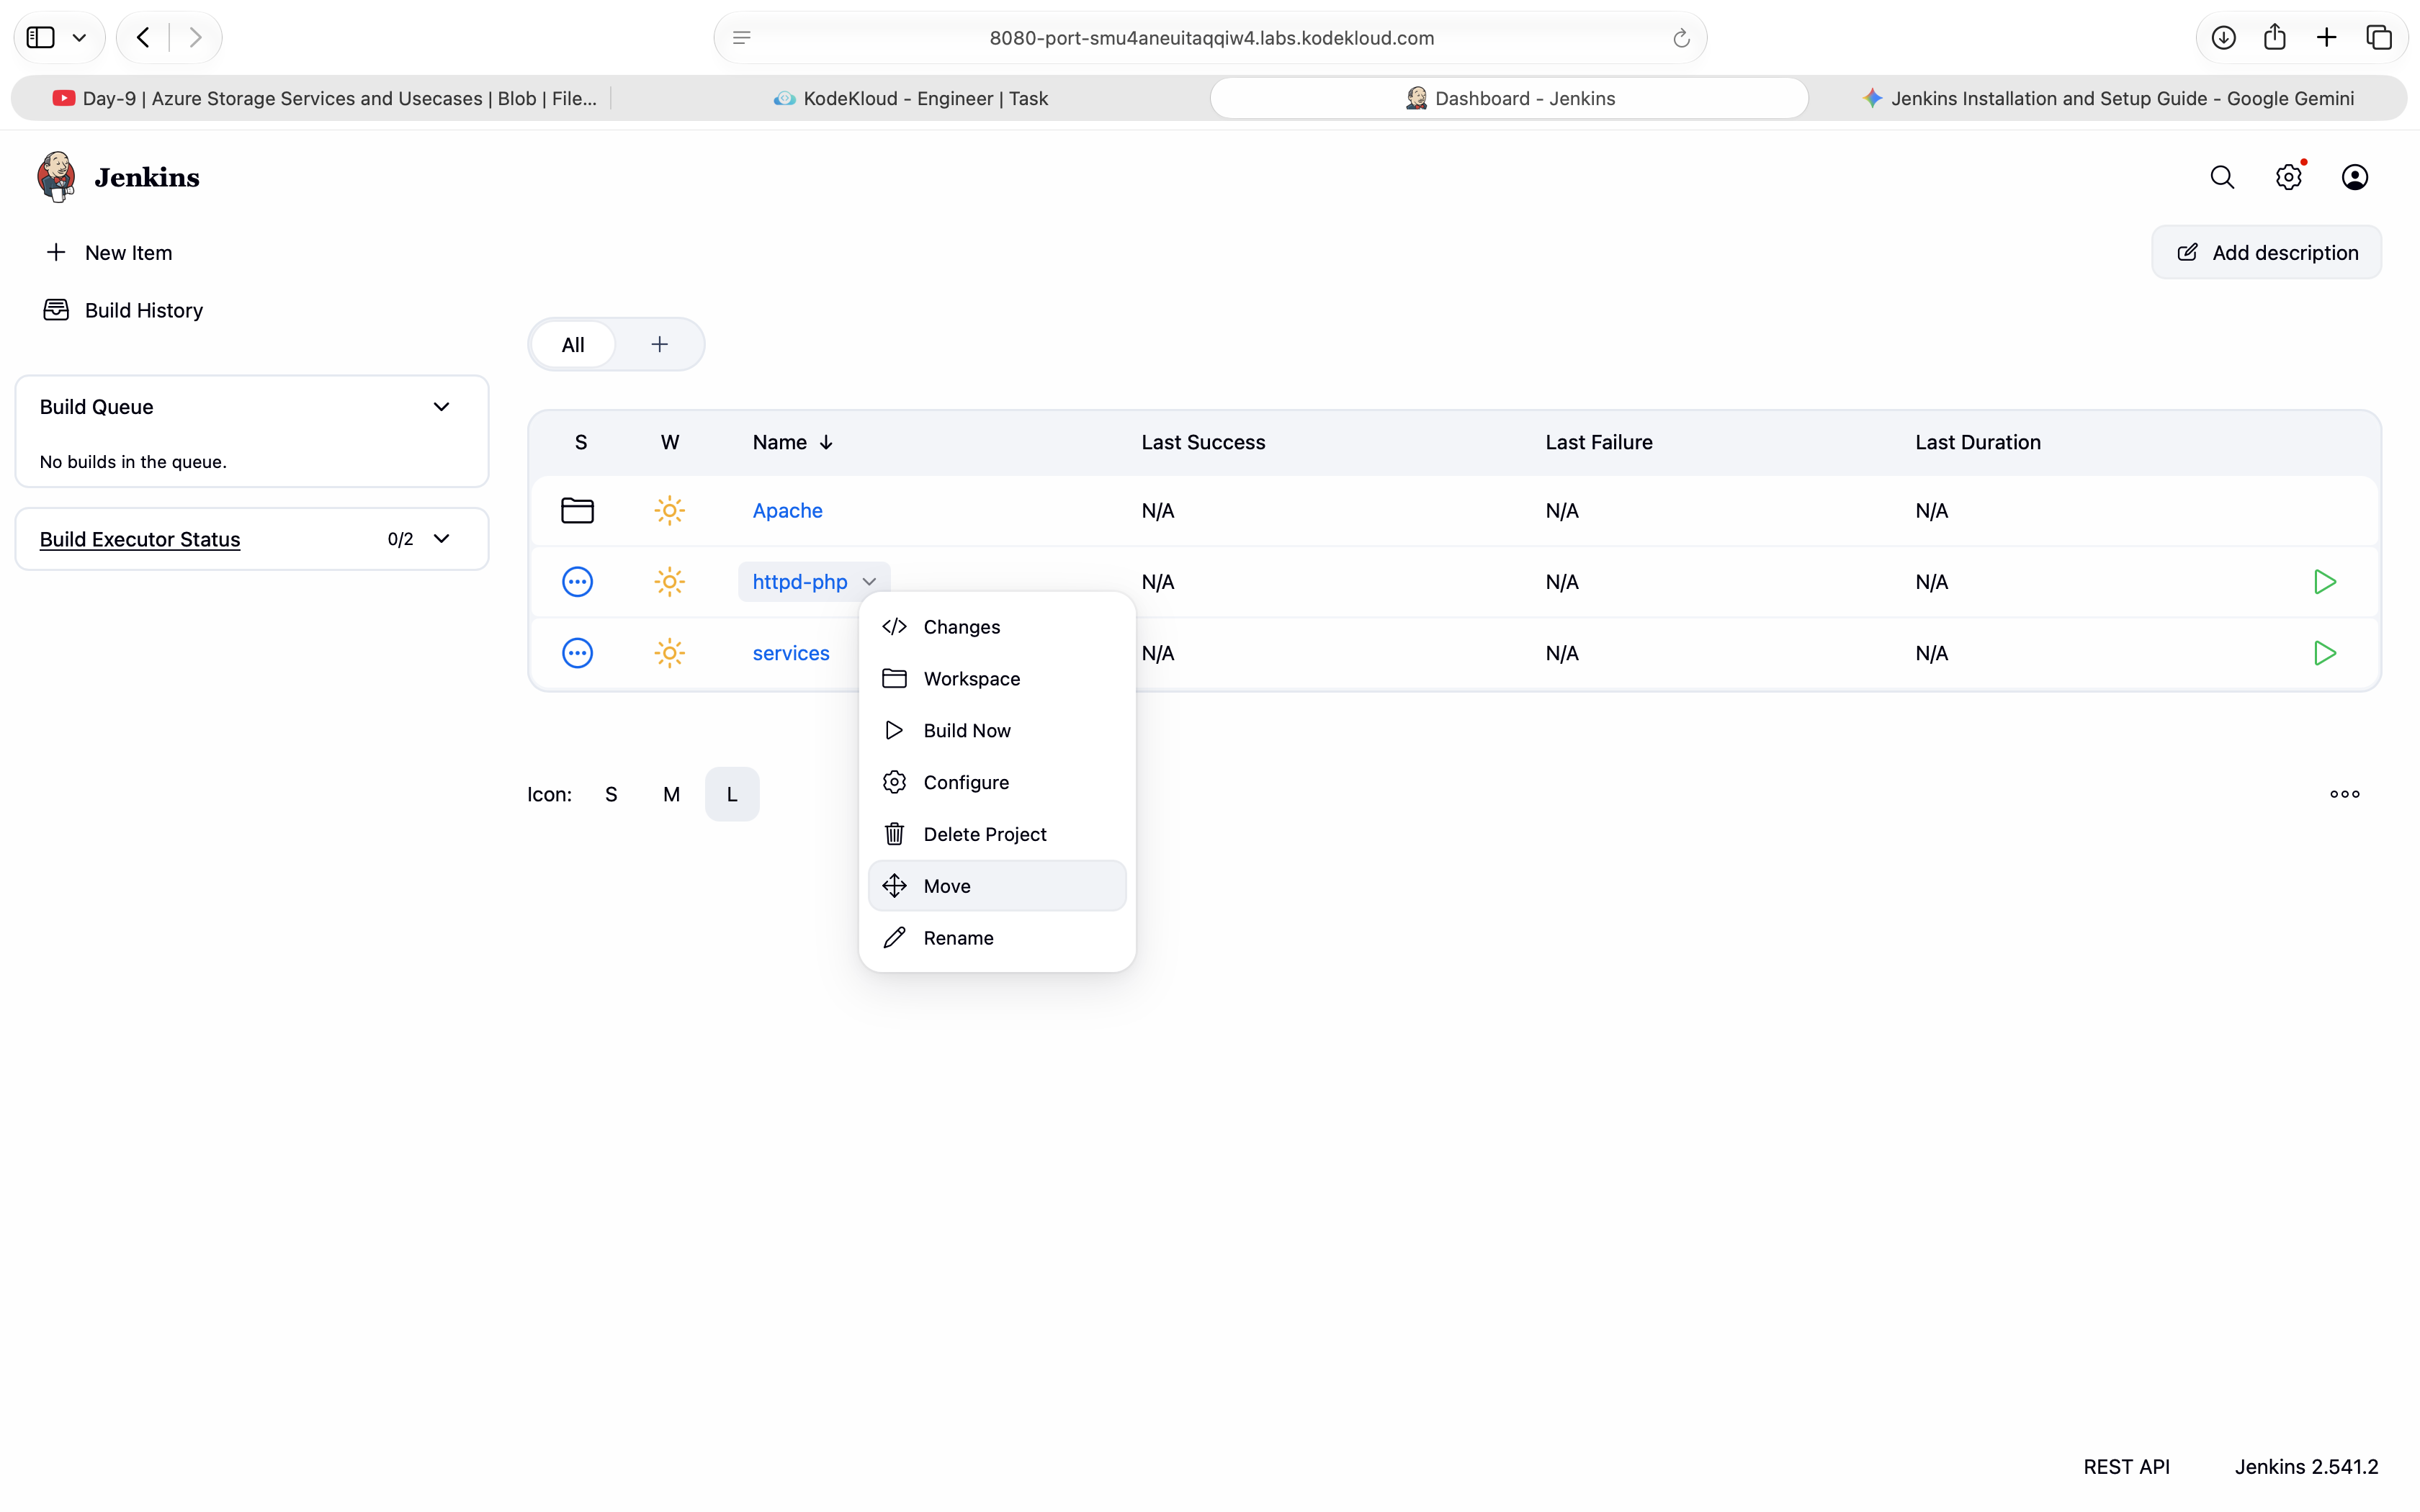 8080-port-smu4aneuitaqqiw4.labs.kodekloud.com
Day-9 | Azure Storage Services and Usecases | Blob | File...
KodeKloud - Engineer | Task
Dashboard - Jenkins
Jenkins Installation and Setup Guide - Google Gemini
Jenkins
New Item
Add description
Build History
All
Build Queue
No builds in the queue.
Build Executor Status 0/2
S W Name ↓ Last Success Last Failure Last Duration
Apache N/A N/A N/A
httpd-php N/A N/A N/A
services N/A N/A N/A
Changes
Workspace
Build Now
Configure
Delete Project
Move
Rename
Icon: S M L
REST API
Jenkins 2.541.2